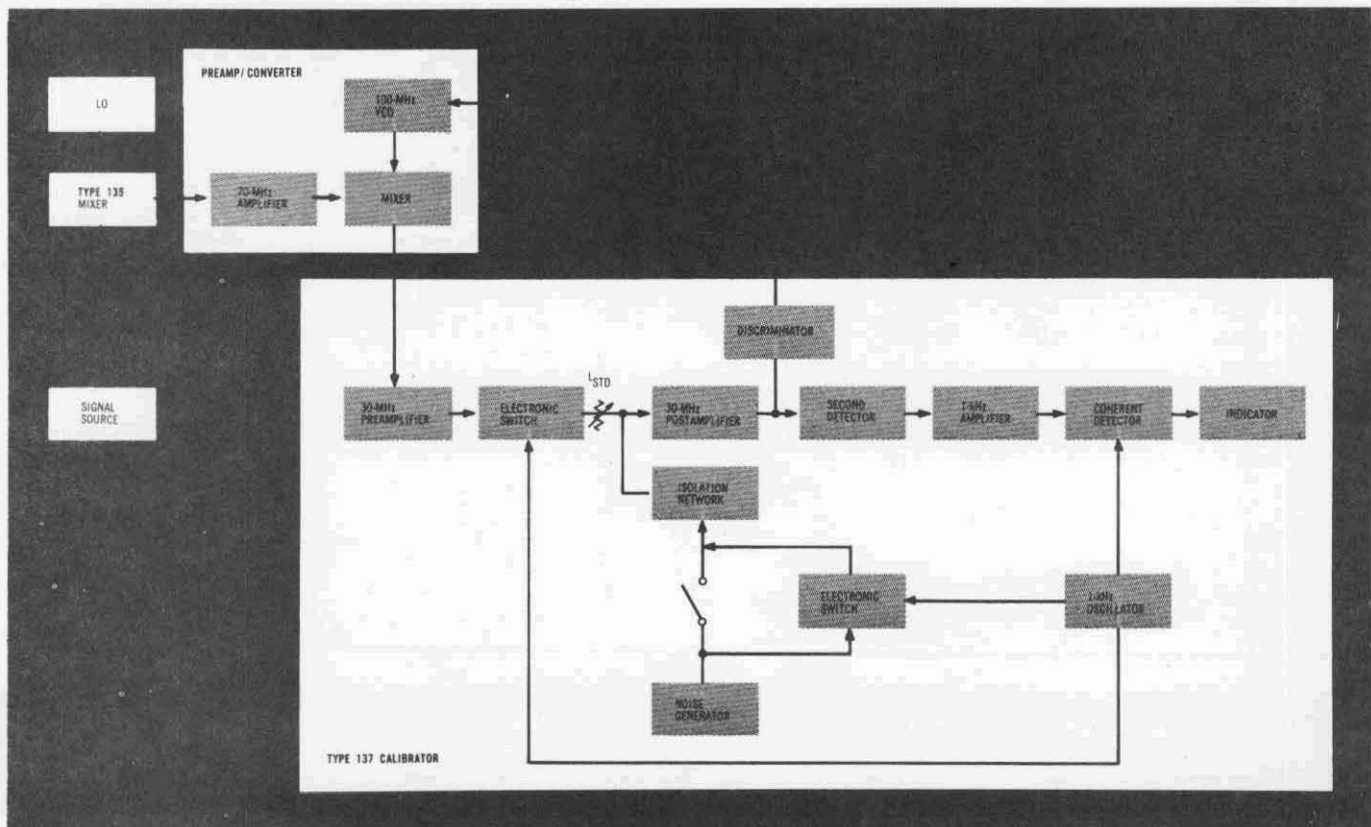 PREAMP/CONVERTER
LO
100-MHz
VCO
TYPE 135
MIXER
70-MHz
AMPLIFIER
MIXER
DISCRIMINATOR
LSTD
SIGNAL
SOURCE
30-MHz
PREAMPLIFIER
ELECTRONIC
SWITCH
30-MHz
POSTAMPLIFIER
SECOND
DETECTOR
1-kHz
AMPLIFIER
COHERENT
DETECTOR
INDICATOR
ISOLATION
NETWORK
ELECTRONIC
SWITCH
1-kHz
OSCILLATOR
NOISE
GENERATOR
TYPE 137 CALIBRATOR